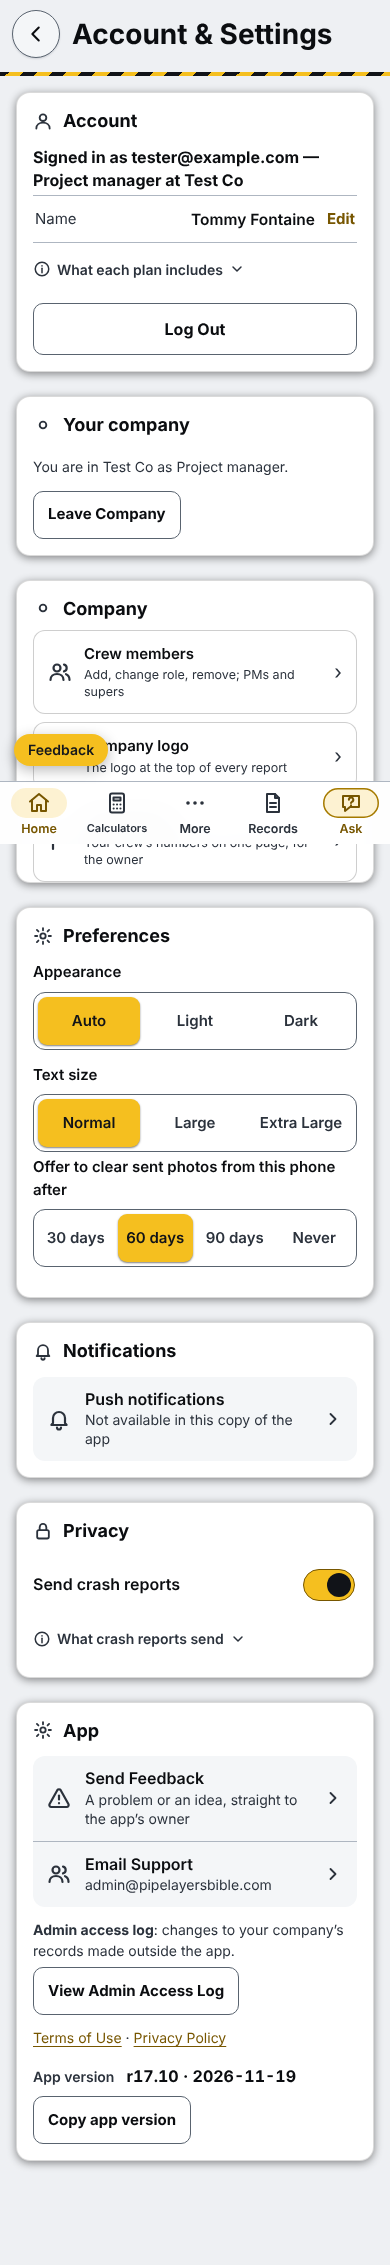 Account & Settings
Account
Signed in as tester@example.com —
Project manager at Test Co
Name
Tommy Fontaine
Edit
What each plan includes
Log Out
Your company
You are in Test Co as Project manager.
Leave Company
Company
Crew members
Add, change role, remove; PMs and
supers
logo
The logo at the top of every report
Feedback
Home
Calculators
More
Records
Ask
Your crew's numbers on one page, for
the owner
Preferences
Appearance
Auto
Light
Dark
Text size
Normal
Large
Extra Large
Offer to clear sent photos from this phone
after
30 days
60 days
90 days
Never
Notifications
Push notifications
Not available in this copy of the
app
Privacy
Send crash reports
What crash reports send
App
Send Feedback
A problem or an idea, straight to
the app's owner
Email Support
admin@pipelayersbible.com
Admin access log: changes to your company's
records made outside the app.
View Admin Access Log
Terms of Use · Privacy Policy
App version r17.10 · 2026-11-19
Copy app version